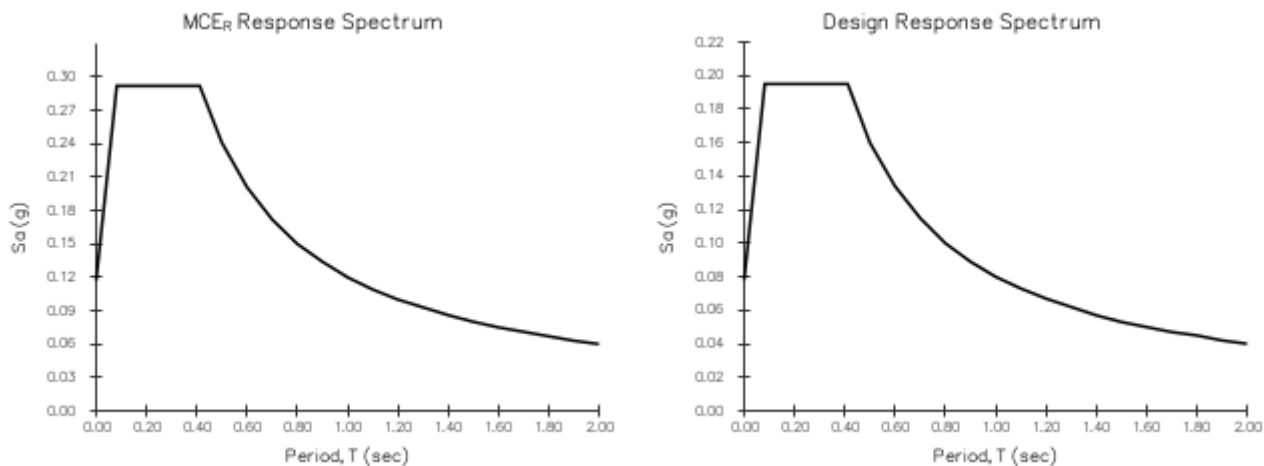 MCER Response Spectrum
Sa (g)
0.30
0.27
0.24
0.21
0.18
0.15
0.12
0.09
0.06
0.03
0.00
0.00 0.20 0.40 0.60 0.80 1.00 1.20 1.40 1.60 1.80 2.00
Period, T (sec)
Design Response Spectrum
Sa (g)
0.22
0.20
0.18
0.16
0.14
0.12
0.10
0.08
0.06
0.04
0.02
0.00
0.00 0.20 0.40 0.60 0.80 1.00 1.20 1.40 1.60 1.80 2.00
Period, T (sec)